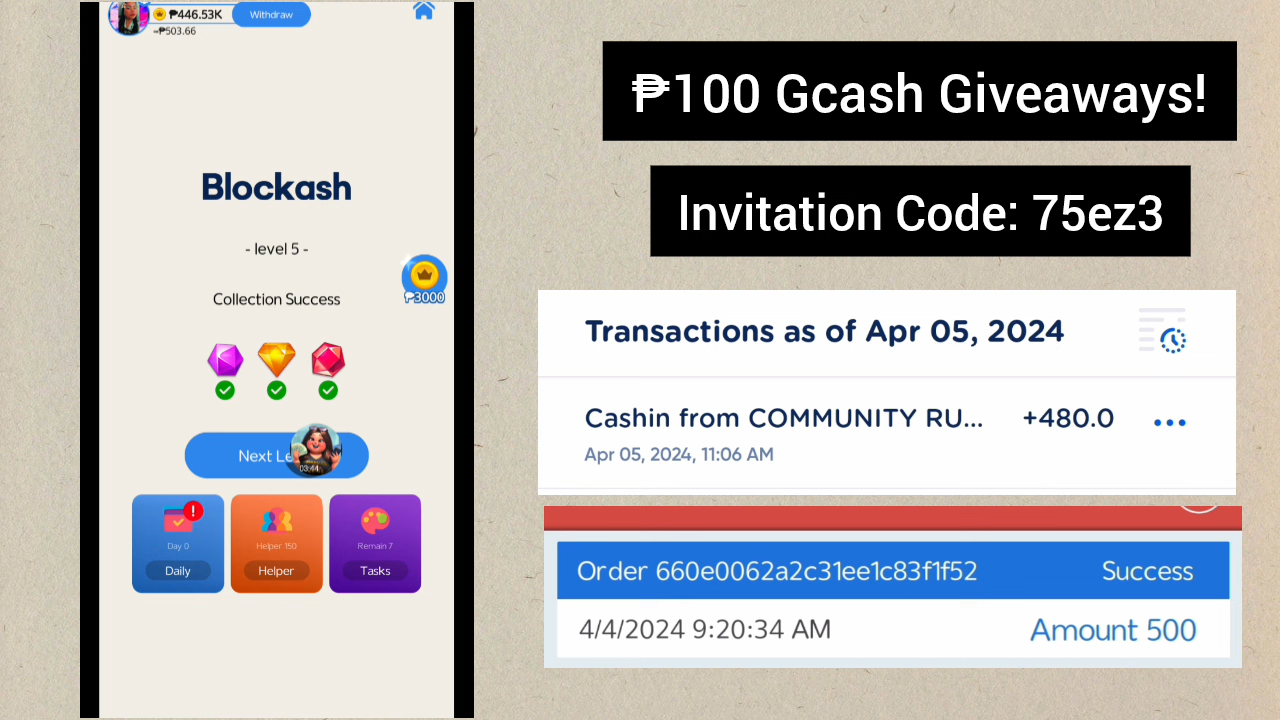 ₱446.53K
Withdraw
≈₱503.66
Blockash
- level 5 -
Collection Success
₱3000
Next Le
03:44
Day 0
Daily
Helper 150
Helper
Remain 7
Tasks
₱100 Gcash Giveaways!
Invitation Code: 75ez3
Transactions as of Apr 05, 2024
Cashin from COMMUNITY RU... +480.0
Apr 05, 2024, 11:06 AM
Order 660e0062a2c31ee1c83f1f52 Success
4/4/2024 9:20:34 AM Amount 500